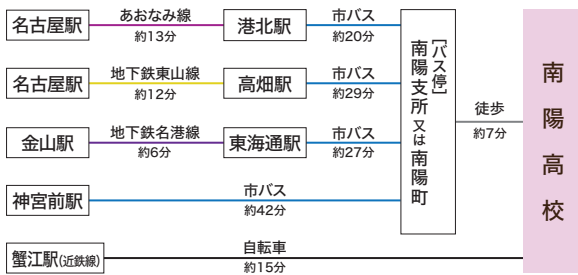 名古屋駅 あおなみ線 約13分 港北駅 市バス 約20分
名古屋駅 地下鉄東山線 約12分 高畑駅 市バス 約29分
金山駅 地下鉄名港線 約6分 東海通駅 市バス 約27分
神宮前駅 市バス 約42分
[バス停]
南陽支所又は南陽町
徒歩 約7分
蟹江駅(近鉄線) 自転車 約15分
南陽高校